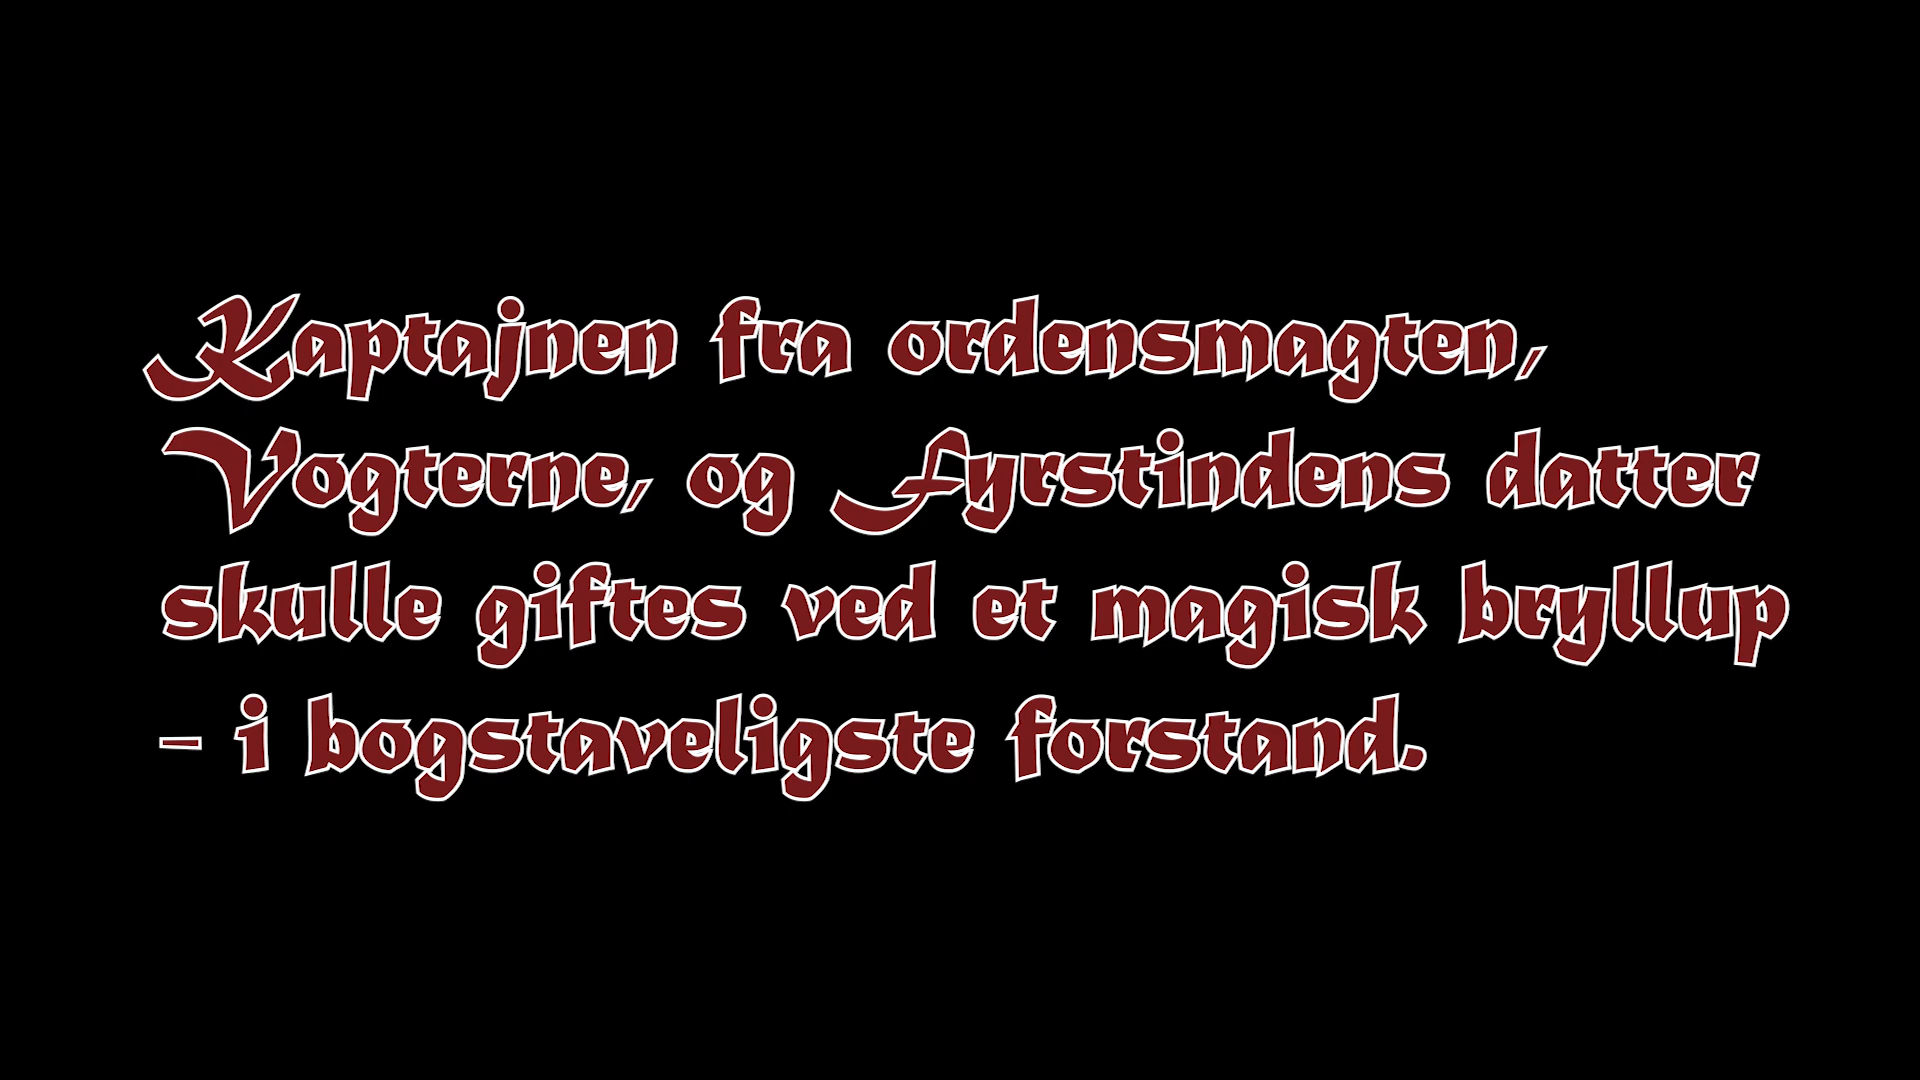 Kaptajnen fra ordensmagten,
Vogterne, og Fyrstindens datter
skulle giftes ved et magisk bryllup
– i bogstaveligste forstand.